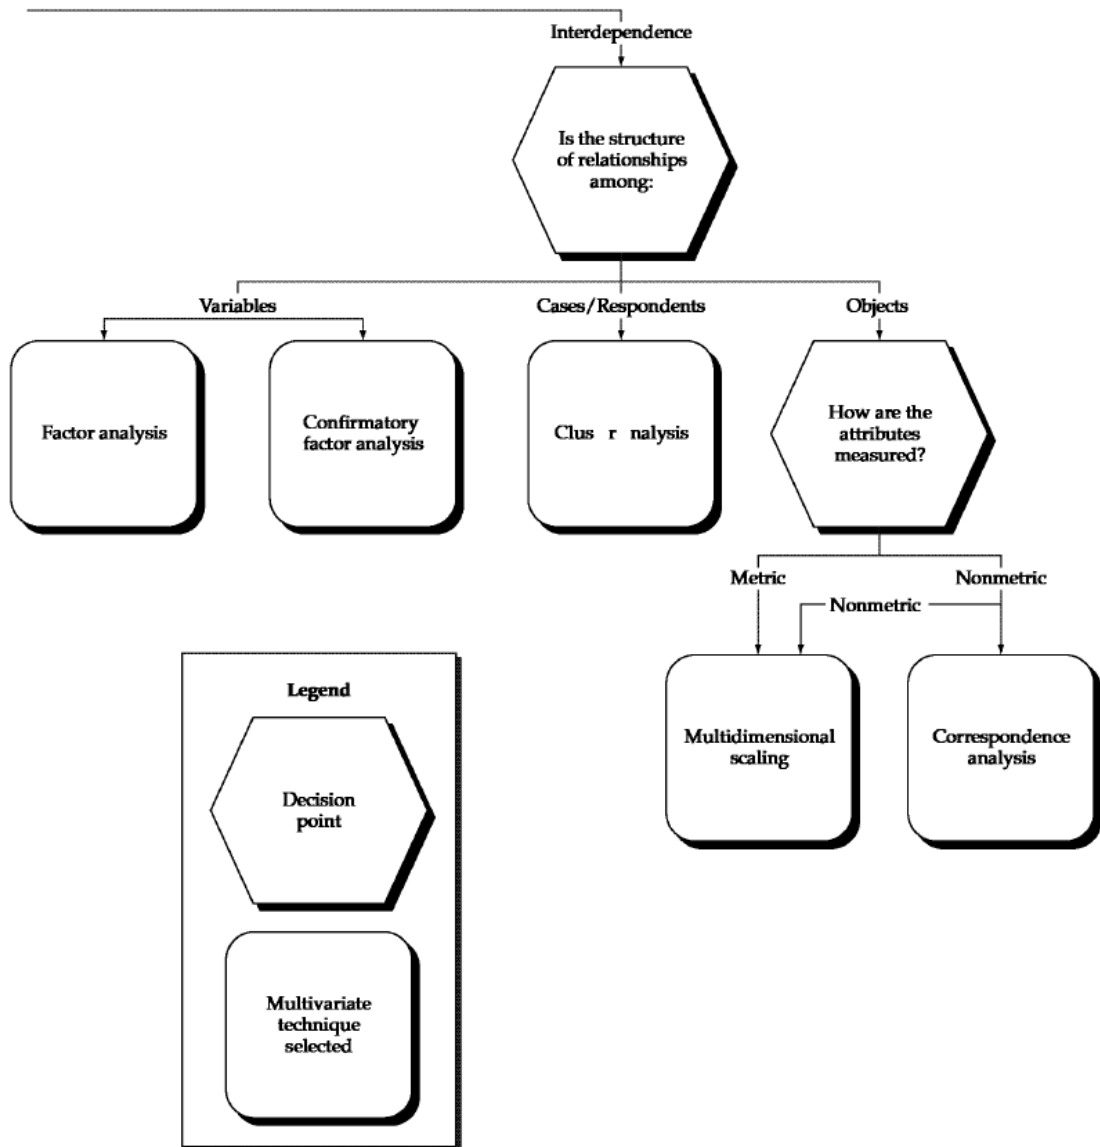 Interdependence
Is the structure
of relationships
among:
Variables
Cases/Respondents
Objects
Factor analysis
Confirmatory
factor analysis
Clus r nalysis
How are the
attributes
measured?
Metric
Nonmetric
Nonmetric
Multidimensional
scaling
Correspondence
analysis
Legend
Decision
point
Multivariate
technique
selected